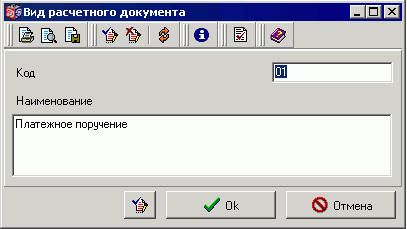 Вид расчетного документа
Код
01
Наименование
Платежное поручение
Ok
Отмена